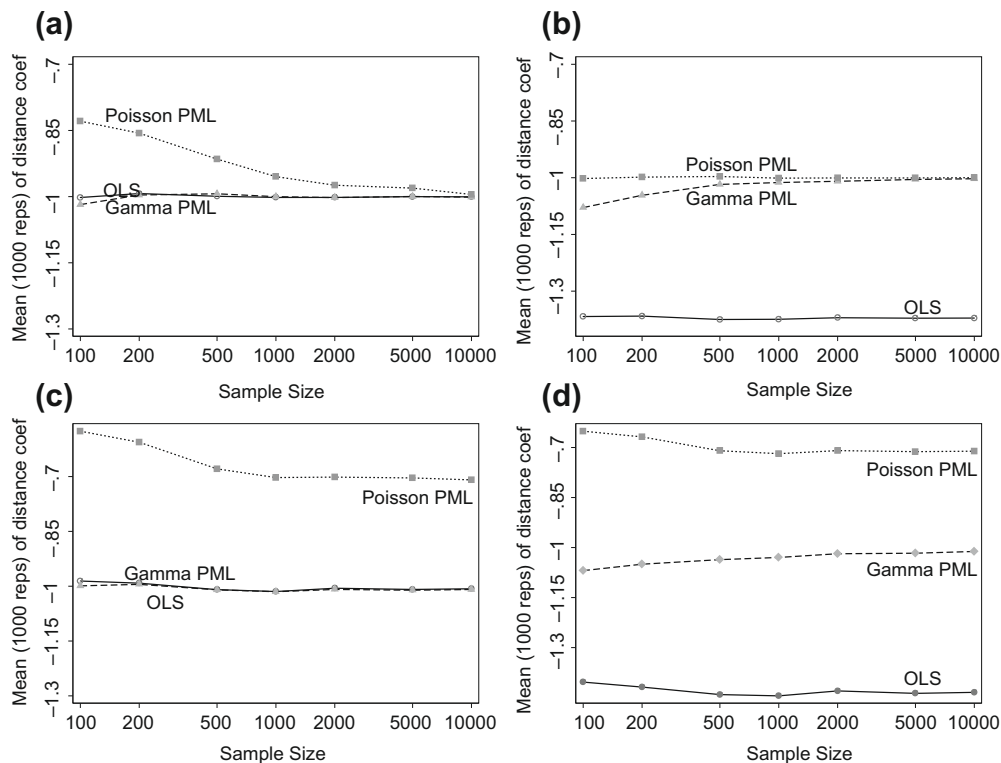 (a)
Mean (1000 reps) of distance coef
−.7
−.85
−1
−1.15
−1.3
Poisson PML
OLS
Gamma PML
100 200 500 1000 2000 5000 10000
Sample Size
(b)
Mean (1000 reps) of distance coef
−.7
−.85
−1
−1.15
−1.3
Poisson PML
Gamma PML
OLS
100 200 500 1000 2000 5000 10000
Sample Size
(c)
Mean (1000 reps) of distance coef
−.7
−.85
−1
−1.15
−1.3
Poisson PML
Gamma PML
OLS
100 200 500 1000 2000 5000 10000
Sample Size
(d)
Mean (1000 reps) of distance coef
−.7
−.85
−1
−1.15
−1.3
Poisson PML
Gamma PML
OLS
100 200 500 1000 2000 5000 10000
Sample Size